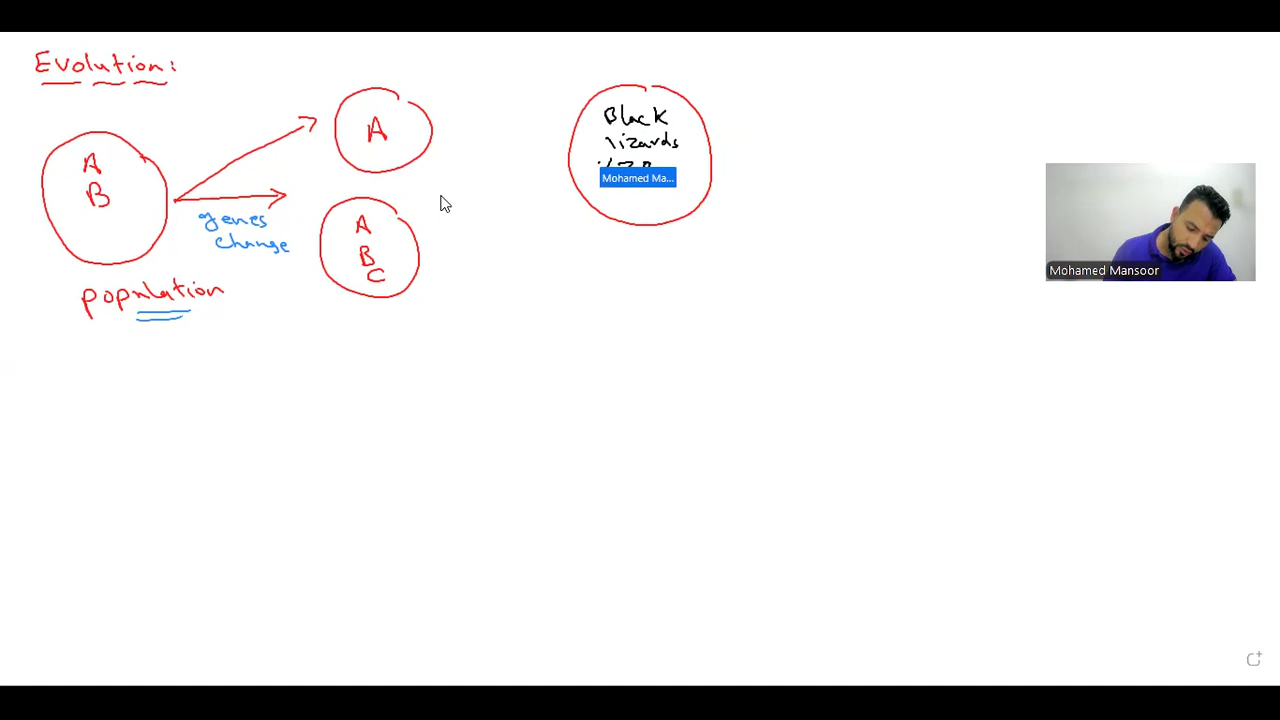 Evolution:
A
B
population
genes
change
A
A
B
C
Black
lizards
Mohamed Ma...
Mohamed Mansoor